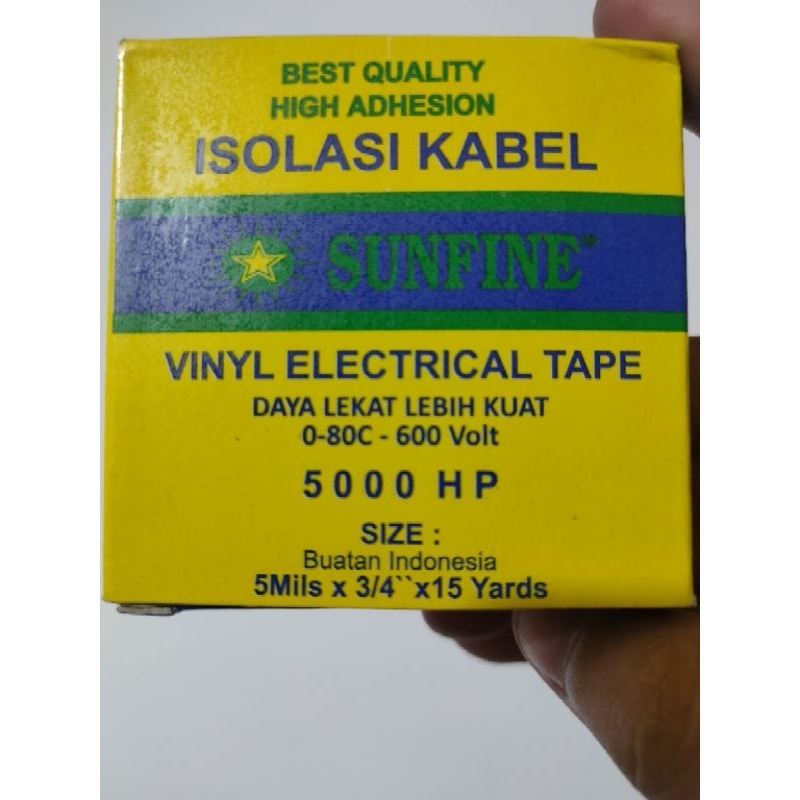 BEST QUALITY
HIGH ADHESION
ISOLASI KABEL
SUNFINE®
VINYL ELECTRICAL TAPE
DAYA LEKAT LEBIH KUAT
0-80C - 600 Volt
5000 HP
SIZE :
Buatan Indonesia
5Mils x 3/4``x15 Yards